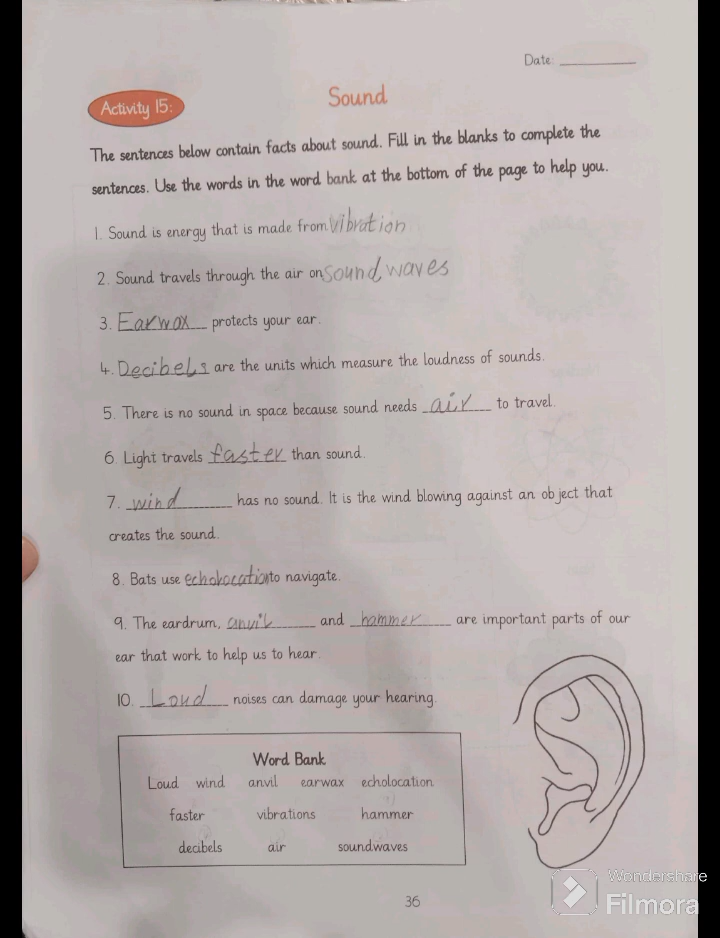 Date: ________
Activity 15:
Sound
The sentences below contain facts about sound. Fill in the blanks to complete the
sentences. Use the words in the word bank at the bottom of the page to help you.
1. Sound is energy that is made from vibration
2. Sound travels through the air on sound waves
3. Earwax protects your ear.
4. Decibels are the units which measure the loudness of sounds.
5. There is no sound in space because sound needs air to travel.
6. Light travels faster than sound.
7. wind has no sound. It is the wind blowing against an object that
creates the sound.
8. Bats use echolocation to navigate.
9. The eardrum, anvil and hammer are important parts of our
ear that work to help us to hear.
10. Loud noises can damage your hearing.
Word Bank
Loud wind anvil earwax echolocation
faster vibrations hammer
decibels air soundwaves
36
Wondershare
Filmora